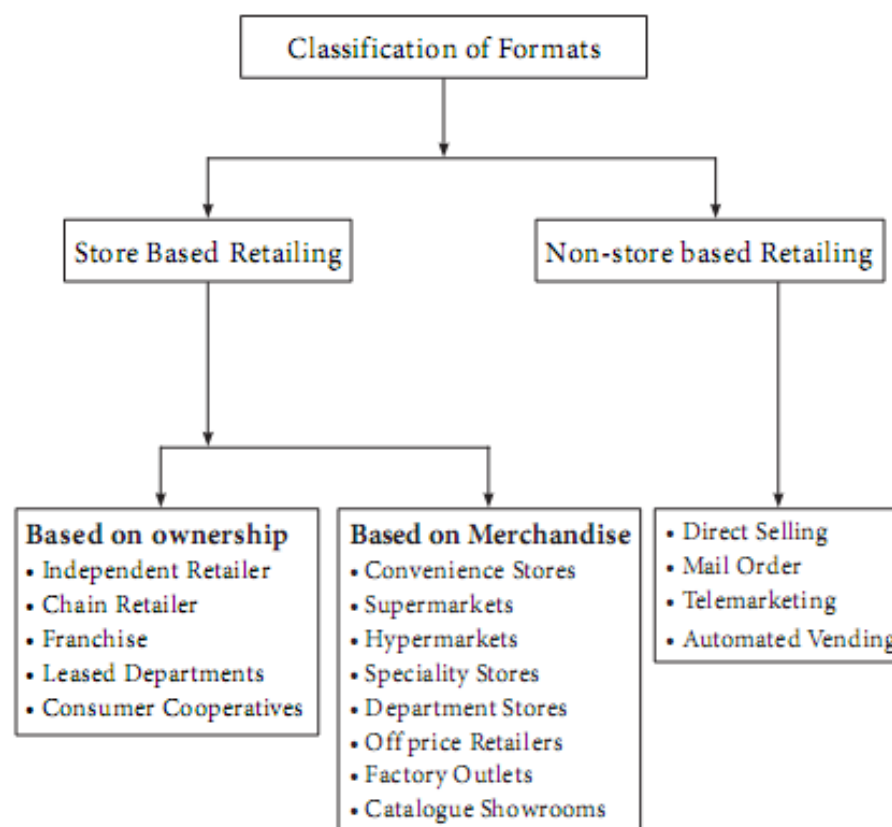 Classification of Formats
Store Based Retailing
Non-store based Retailing
Based on ownership
• Independent Retailer
• Chain Retailer
• Franchise
• Leased Departments
• Consumer Cooperatives
Based on Merchandise
• Convenience Stores
• Supermarkets
• Hypermarkets
• Speciality Stores
• Department Stores
• Off price Retailers
• Factory Outlets
• Catalogue Showrooms
• Direct Selling
• Mail Order
• Telemarketing
• Automated Vending